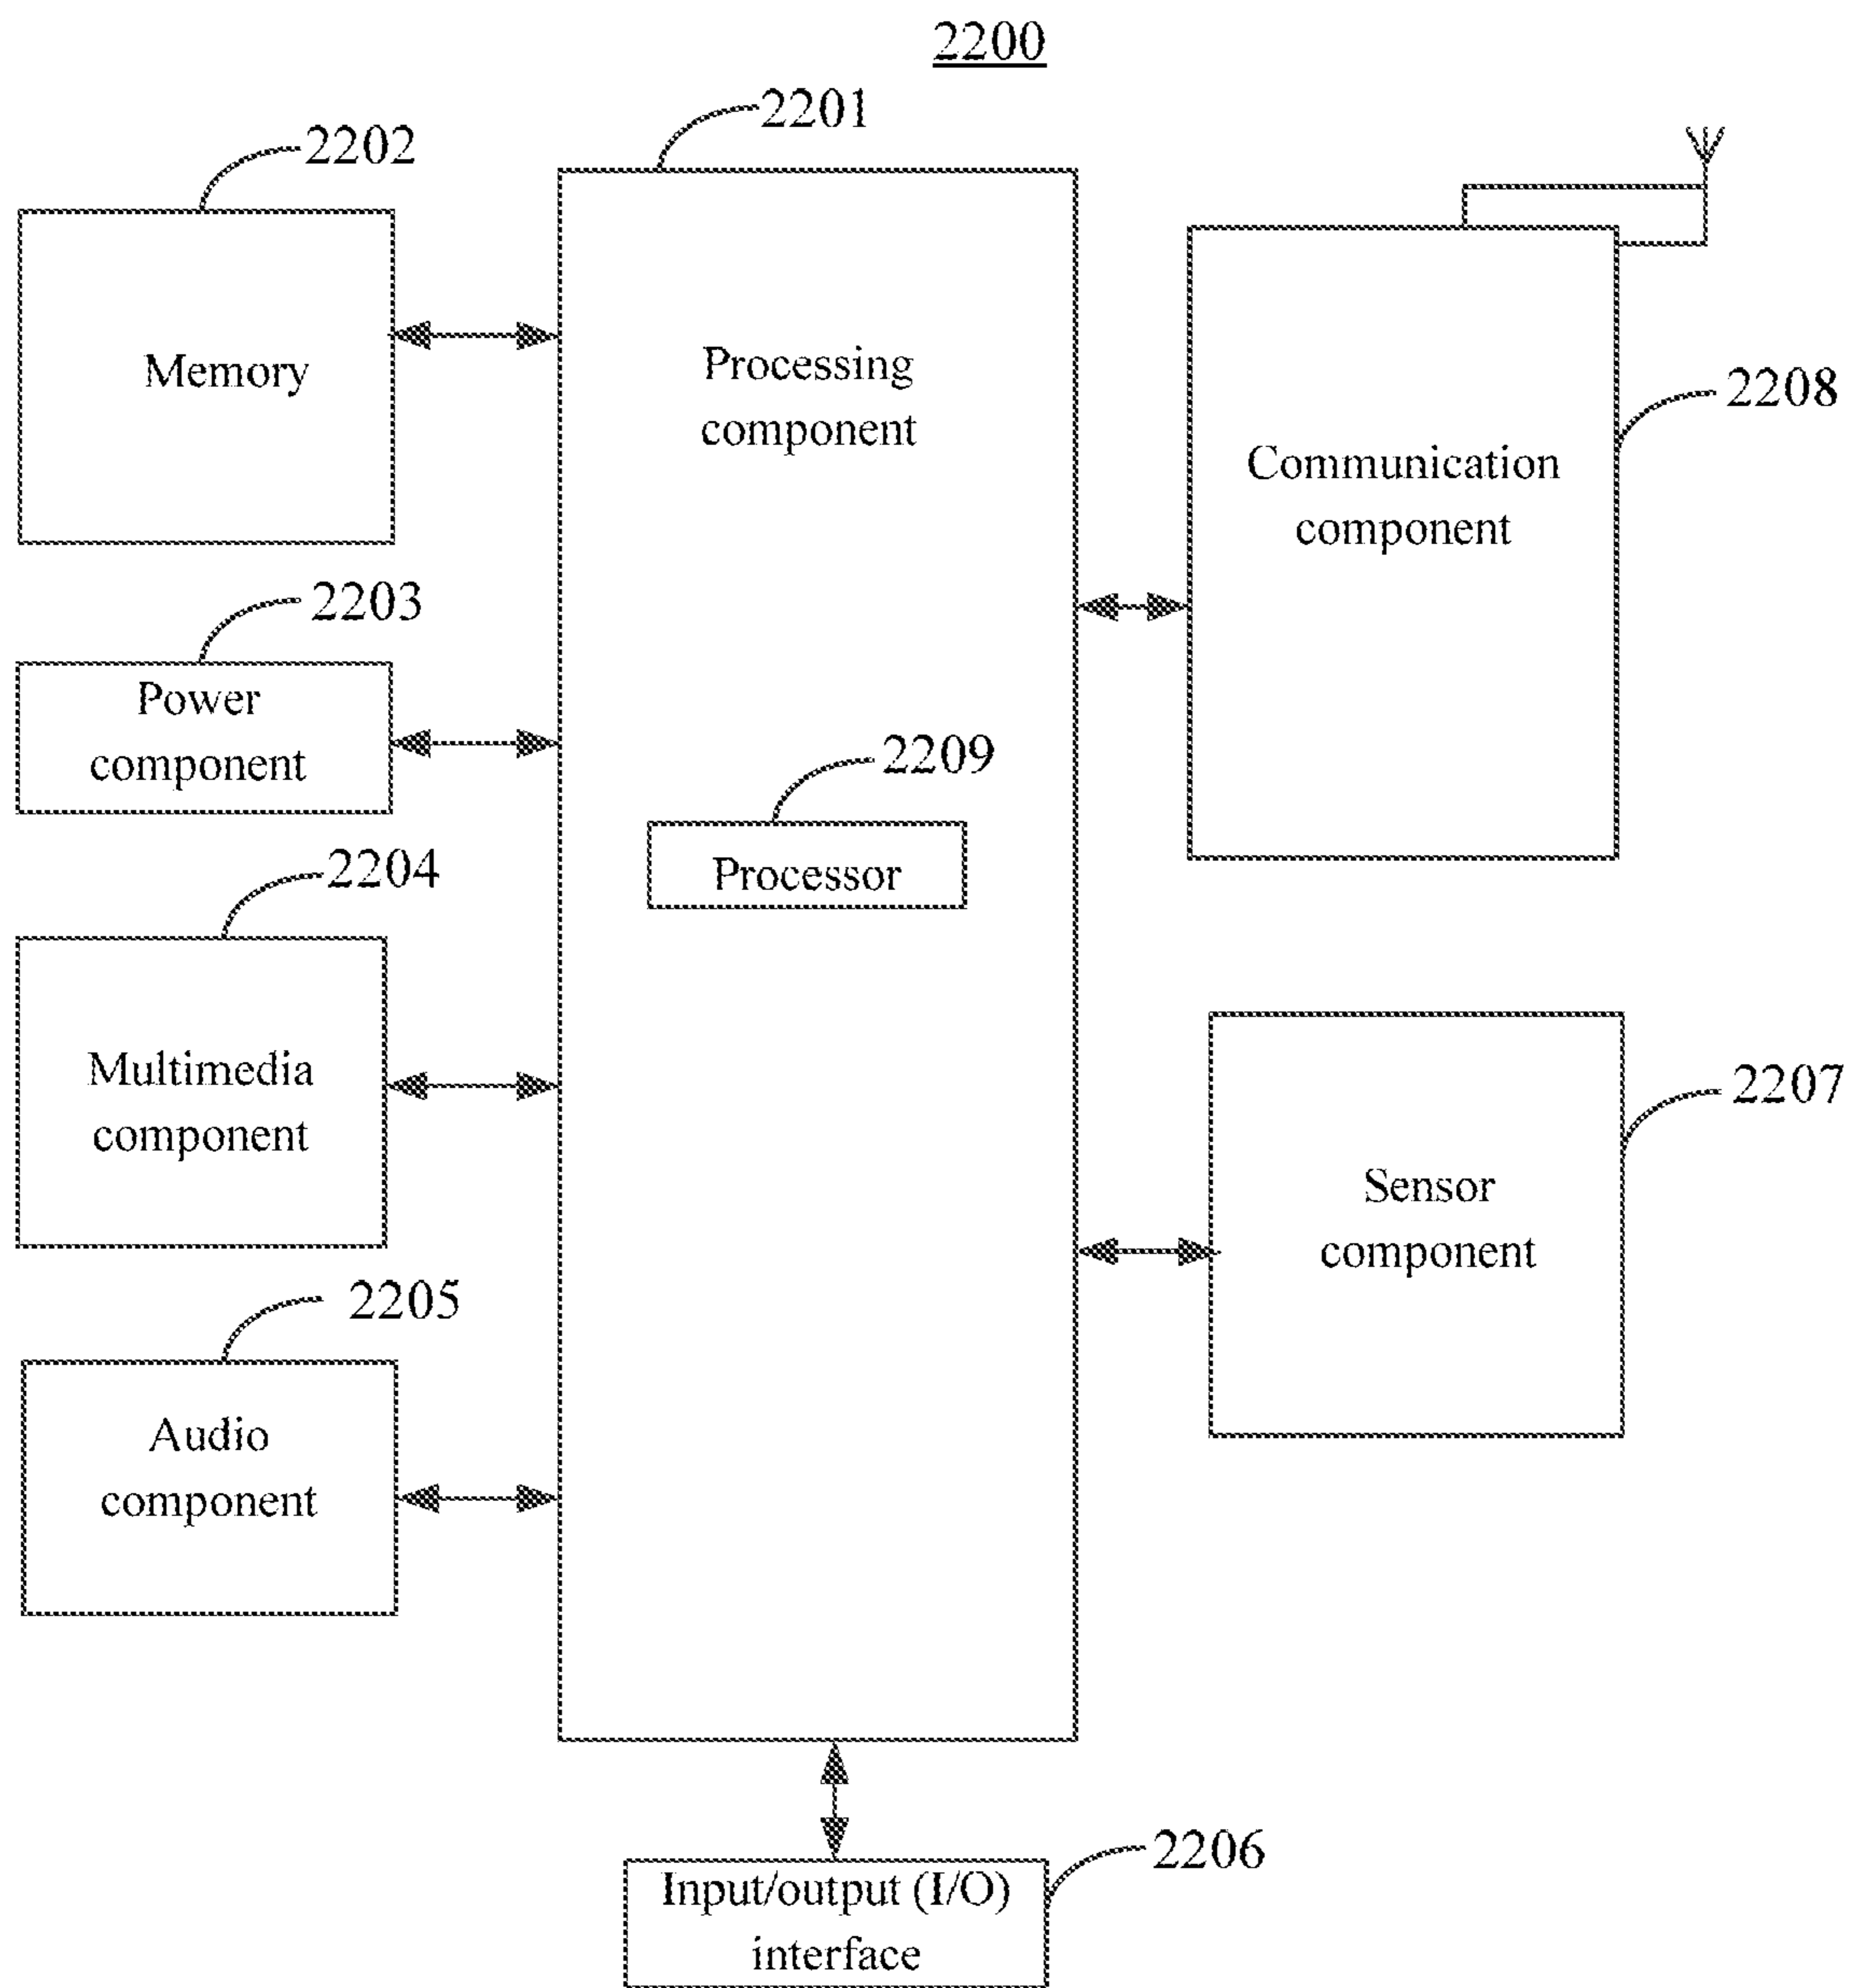 2200
2201
2202
Memory
Processing
component
2208
Communication
component
2203
Power
component
2209
Processor
2204
Multimedia
component
2207
Sensor
component
2205
Audio
component
2206
Input/output (I/O)
interface